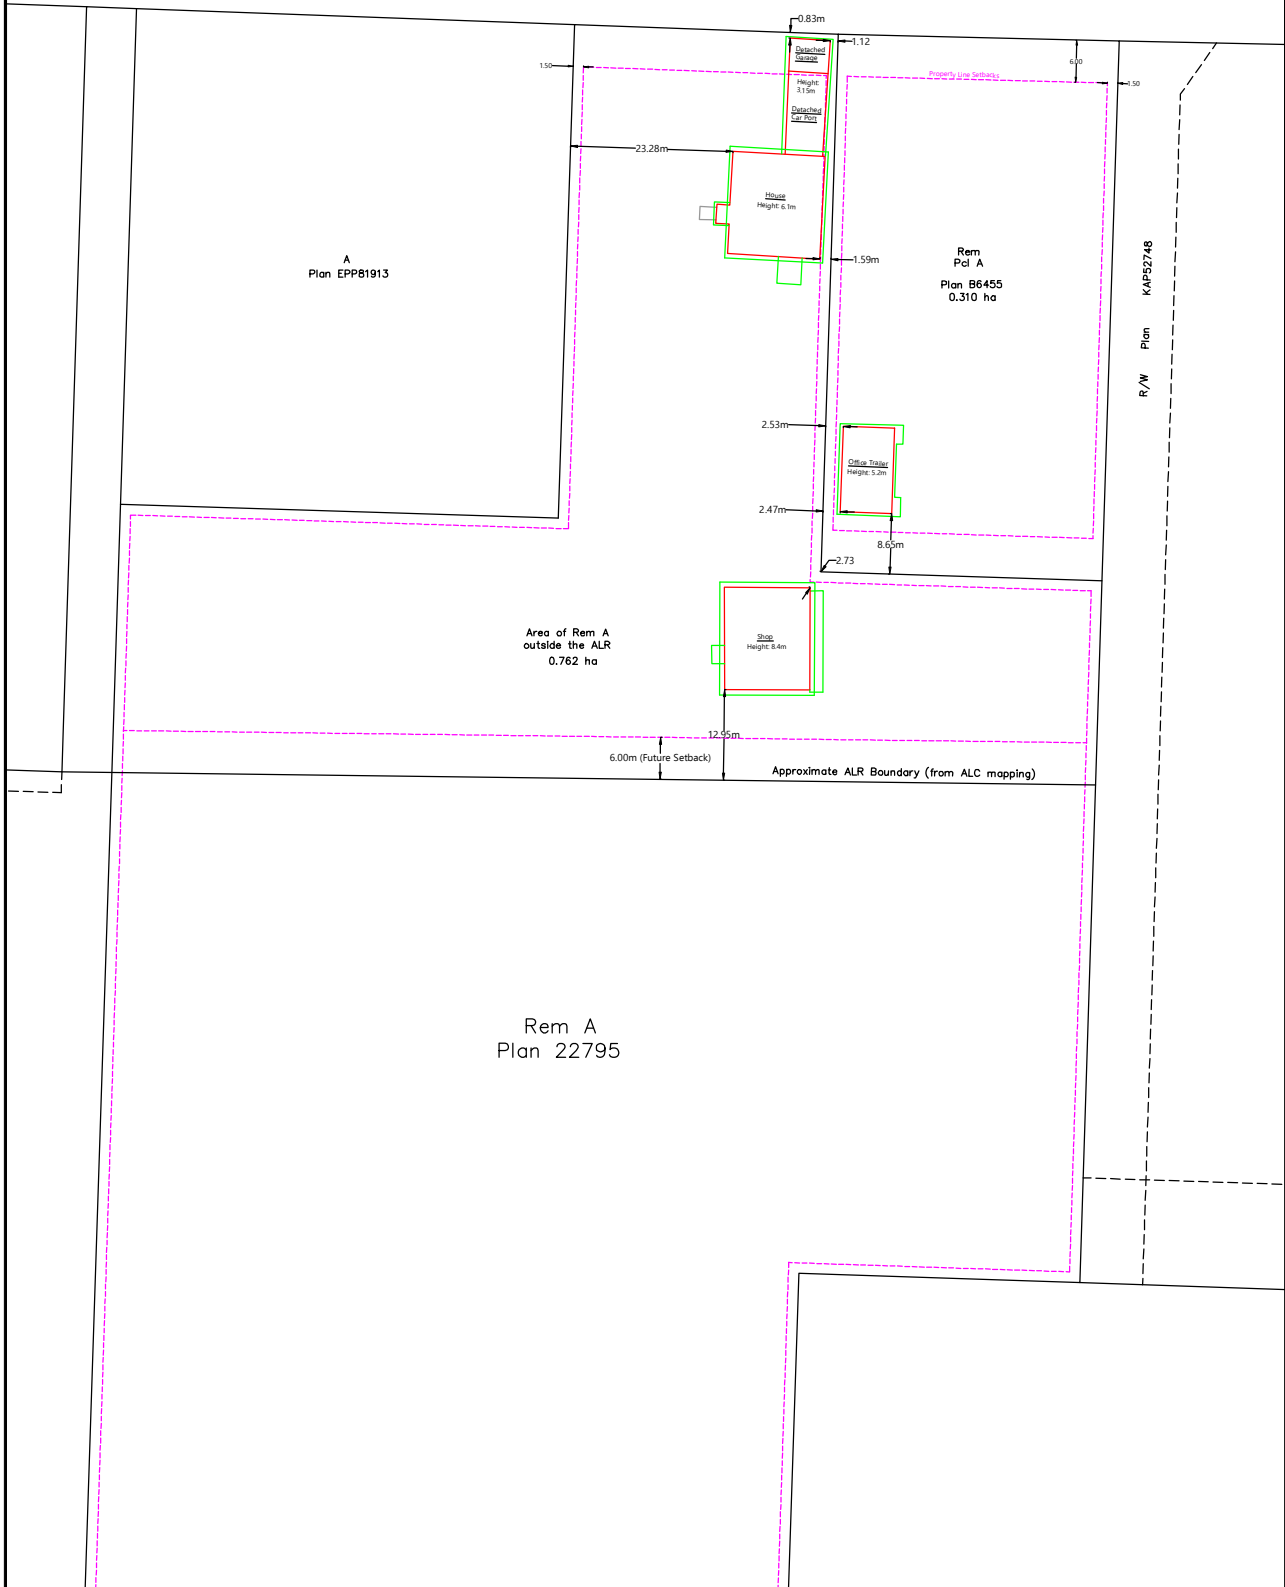 0.83m
1.12
Detached
Garage
1.50
6.00
Property Line Setbacks
1.50
Height:
3.15m
Detached
Car Port
23.28m
House
Height: 6.1m
A
Plan EPP81913
1.59m
Rem
Pcl A
Plan B6455
0.310 ha
R/W Plan KAP52748
2.53m
Office Trailer
Height: 5.2m
2.47m
8.65m
2.73
Area of Rem A
outside the ALR
0.762 ha
Shop
Height: 8.4m
12.95m
6.00m (Future Setback)
Approximate ALR Boundary (from ALC mapping)
Rem A
Plan 22795